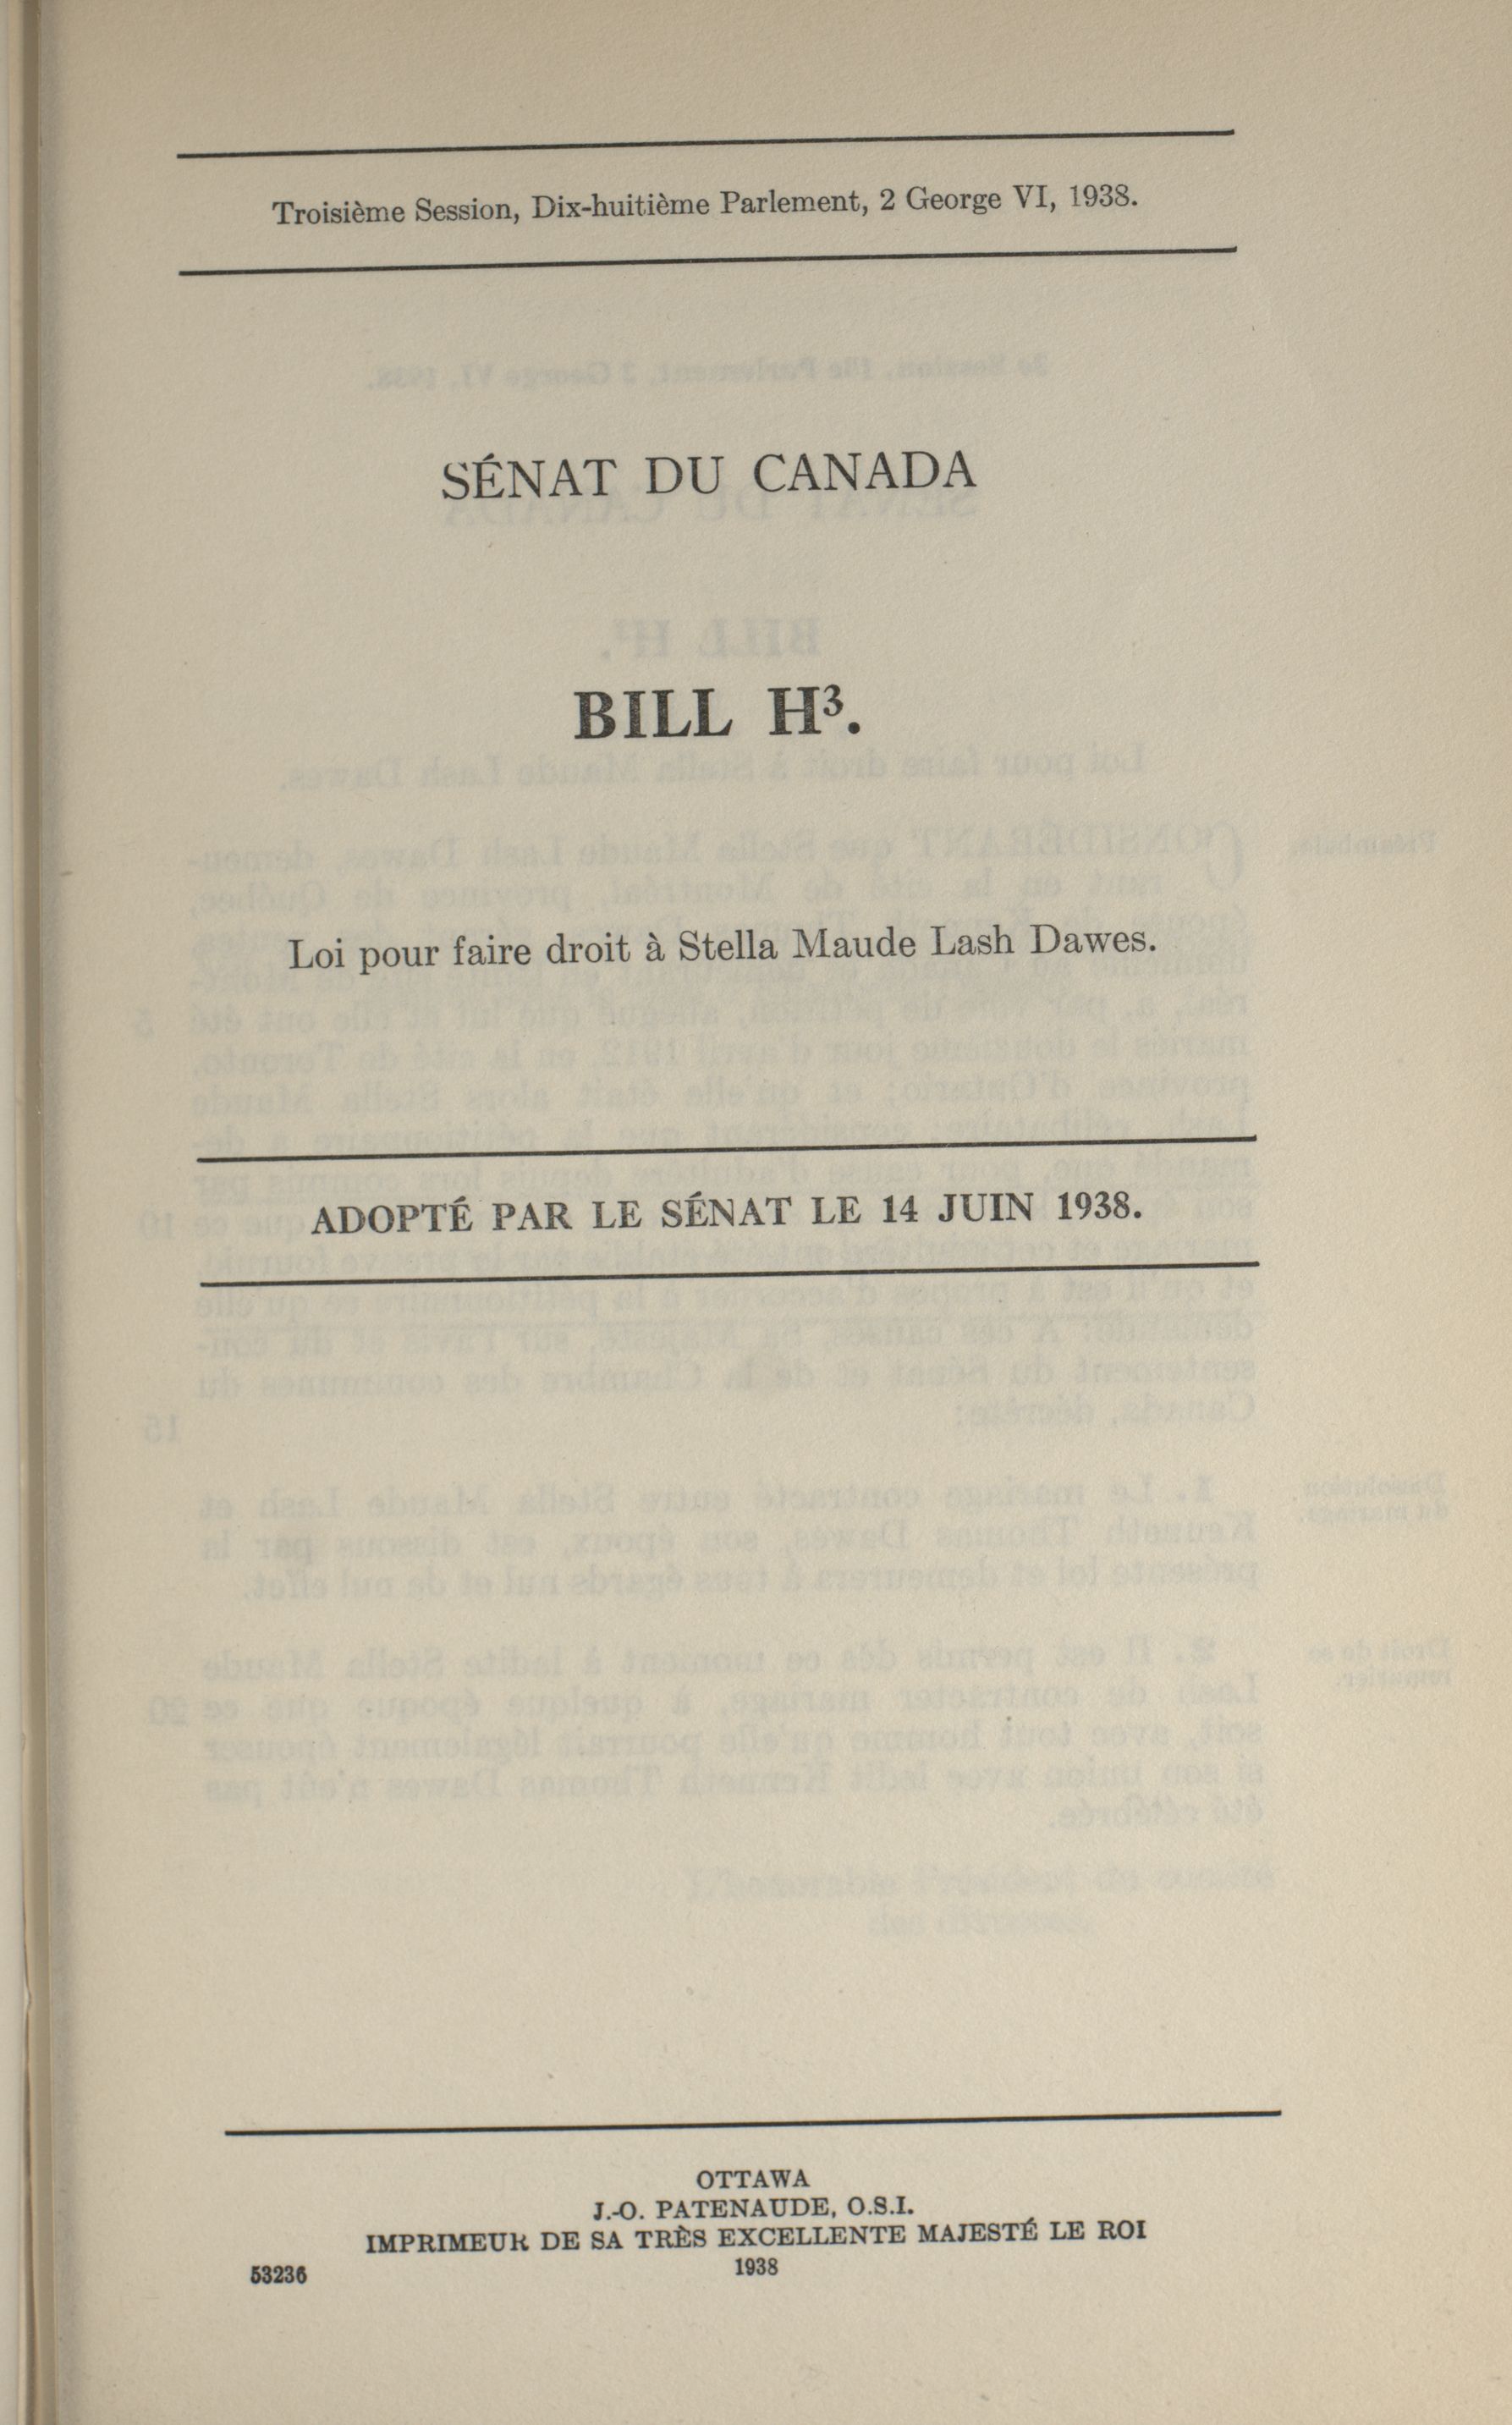 Troisième Session, Dix-huitième Parlement, 2 George VI, 1938.
SÉNAT DU CANADA
BILL H³.
Loi pour faire droit à Stella Maude Lash Dawes.
ADOPTÉ PAR LE SÉNAT LE 14 JUIN 1938.
OTTAWA
J.-O. PATENAUDE, O.S.I.
IMPRIMEUR DE SA TRÈS EXCELLENTE MAJESTÉ LE ROI
1938
53236